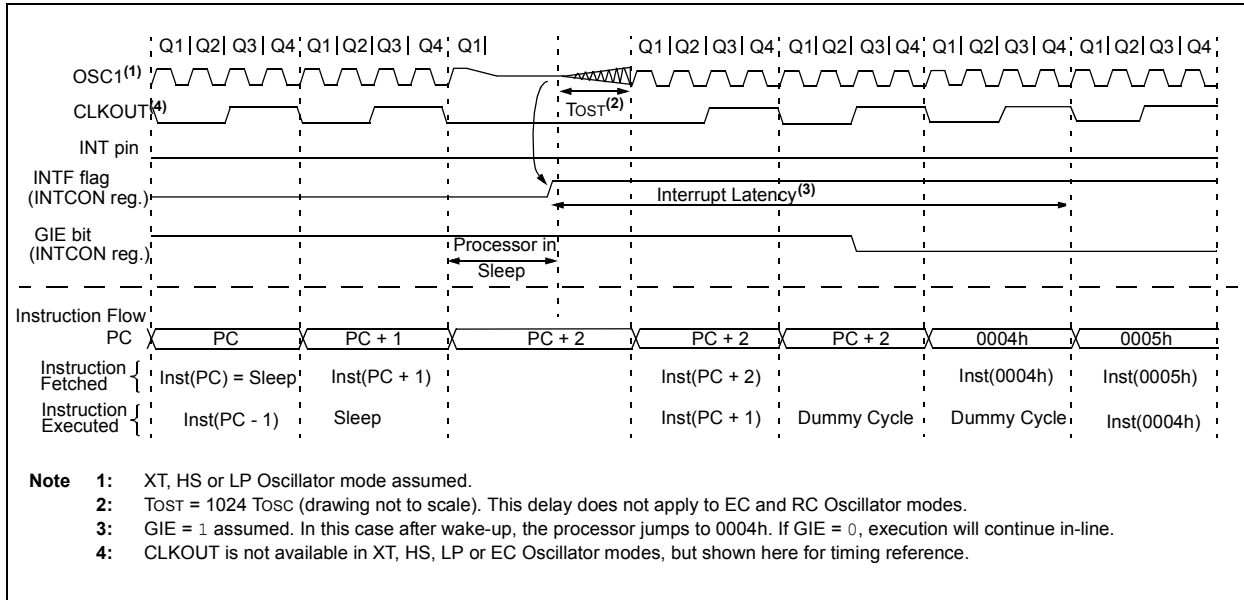 Q1 Q2 Q3 Q4 Q1 Q2 Q3 Q4 Q1 Q1 Q2 Q3 Q4 Q1 Q2 Q3 Q4 Q1 Q2 Q3 Q4 Q1 Q2 Q3 Q4
OSC1(1)
TOST(2)
CLKOUT(4)
INT pin
INTF flag
(INTCON reg.)
Interrupt Latency(3)
GIE bit
(INTCON reg.)
Processor in
Sleep
Instruction Flow
PC PC PC + 1 PC + 2 PC + 2 PC + 2 0004h 0005h
Instruction
Fetched
Inst(PC) = Sleep Inst(PC + 1) Inst(PC + 2) Inst(0004h) Inst(0005h)
Instruction
Executed
Inst(PC - 1) Sleep Inst(PC + 1) Dummy Cycle Dummy Cycle Inst(0004h)
Note 1: XT, HS or LP Oscillator mode assumed.
2: TOST = 1024 TOSC (drawing not to scale). This delay does not apply to EC and RC Oscillator modes.
3: GIE = 1 assumed. In this case after wake-up, the processor jumps to 0004h. If GIE = 0, execution will continue in-line.
4: CLKOUT is not available in XT, HS, LP or EC Oscillator modes, but shown here for timing reference.